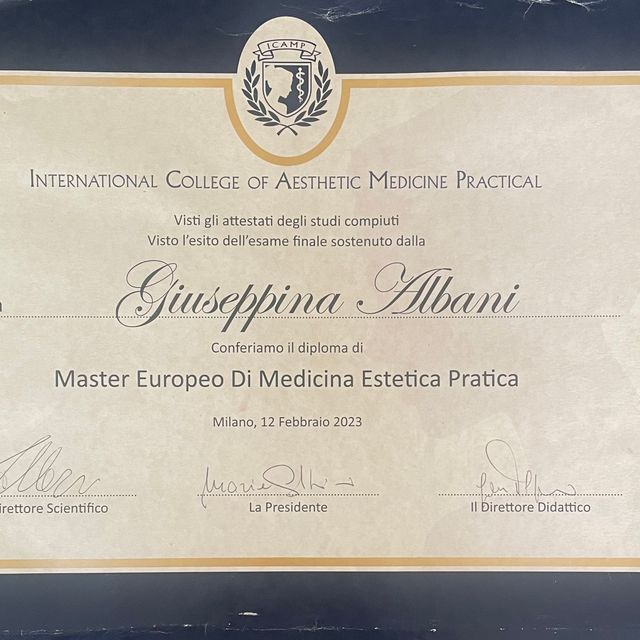 ICAMP
INTERNATIONAL COLLEGE OF AESTHETIC MEDICINE PRACTICAL
Visti gli attestati degli studi compiuti
Visto l'esito dell'esame finale sostenuto dalla
Giuseppina Albani
Conferiamo il diploma di
Master Europeo Di Medicina Estetica Pratica
Milano, 12 Febbraio 2023
irettore Scientifico
La Presidente
Il Direttore Didattico